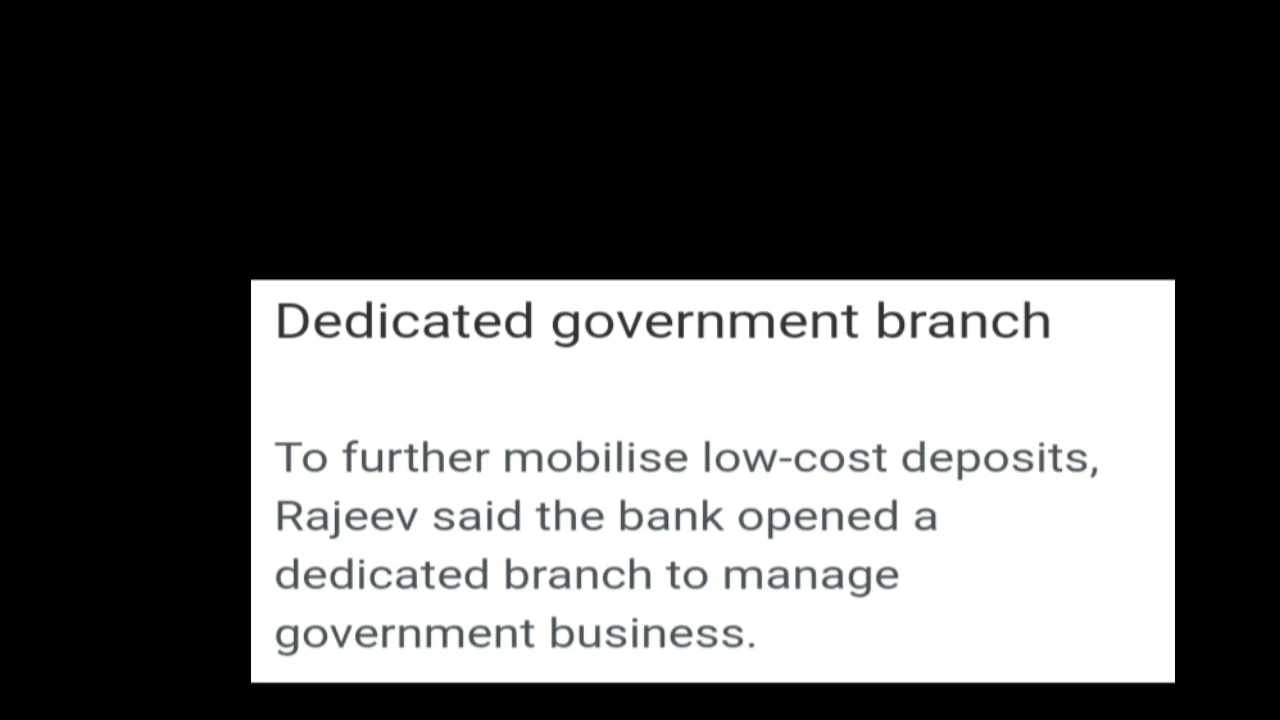 Dedicated government branch
To further mobilise low-cost deposits,
Rajeev said the bank opened a
dedicated branch to manage
government business.